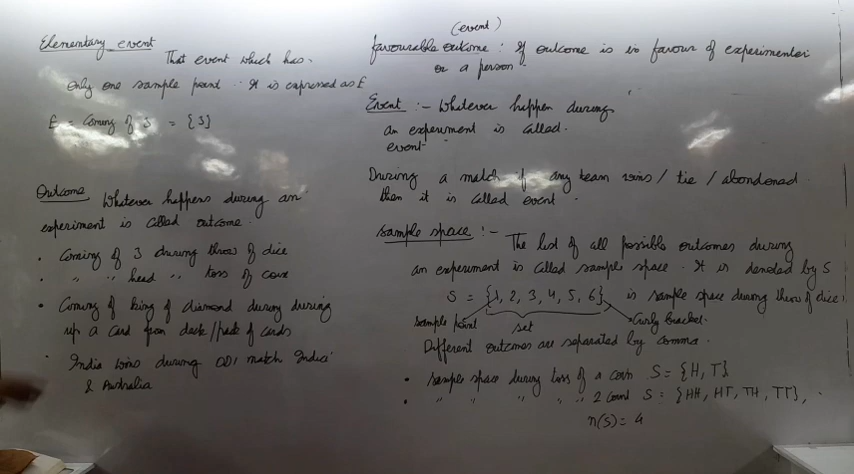 Elementary event That event which has
only one sample point. It is expressed as E
E = Coming of 3 = {3}
Outcome Whatever happens during an
experiment is called outcome.
• Coming of 3 during throw of dice
• " " head " toss of coin
• Coming of king of diamond during during
up a card from deck/pack of cards
• India wins during ODI match India
& Australia
(event)
favourable outcome : If outcome is in favour of experimenter
or a person
Event :- Whatever happen during
an experiment is called
event
During a match if any team wins / tie / abandoned
then it is called event
Sample space :- The list of all possible outcomes during
an experiment is called sample space. It is denoted by S
S = {1, 2, 3, 4, 5, 6} is sample space during throw of dice.
sample point set Curly bracket.
Different outcomes are separated by comma.
• Sample space during toss of a coin S = {H, T}
• " " " " 2 coins S = {HH, HT, TH, TT},
n(S) = 4